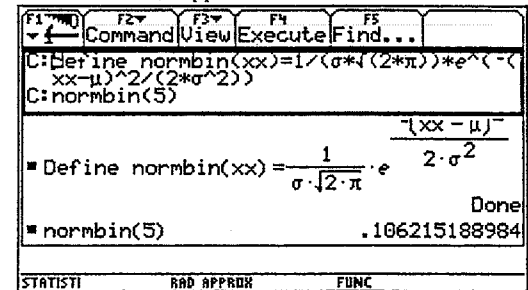 F1 F2▾ F3▾ F4 F5
Command View Execute Find...
C:Define normbin(xx)=1/(σ*√(2*π))*e^(-(
xx-μ)^2/(2*σ^2))
C:normbin(5)
▪ Define normbin(xx)=1/(σ·√(2·π))·e^(-(xx-μ)^-/(2·σ^2))
Done
▪ normbin(5) .106215188984
STATISTI RAD APPROX FUNC